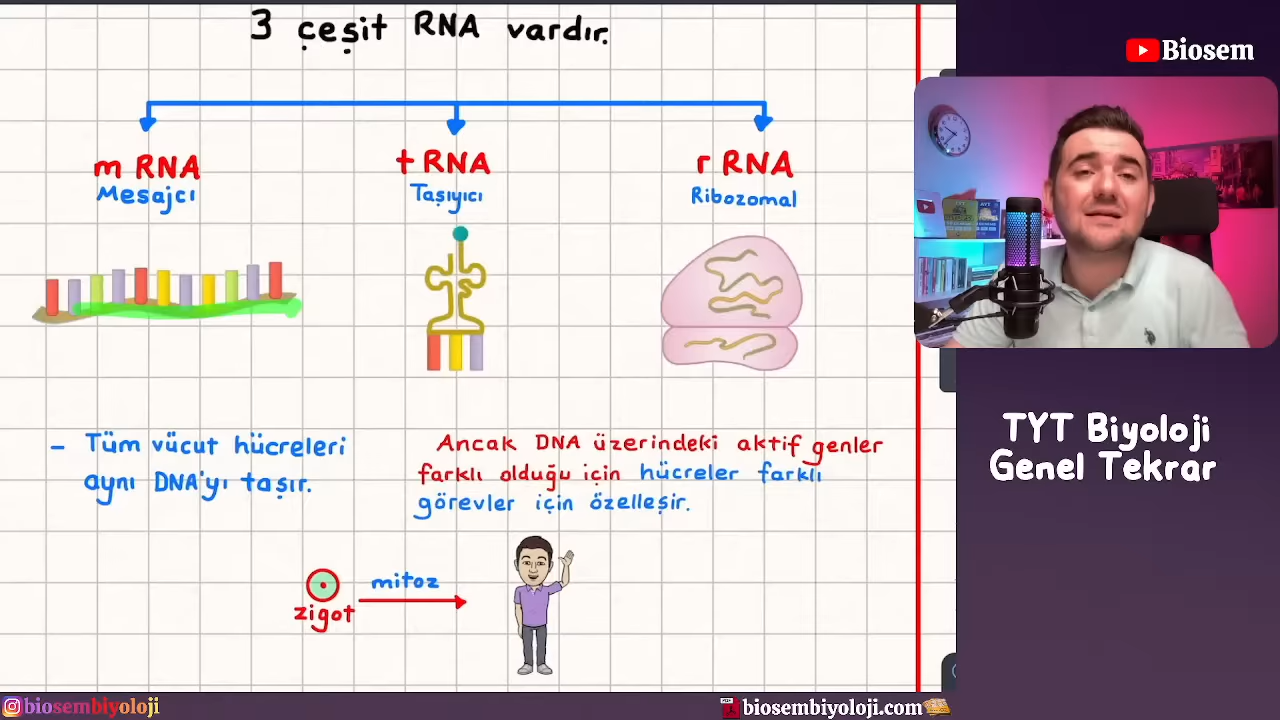 3 çeşit RNA vardır.
Biosem
m RNA
t RNA
r RNA
Mesajcı
Taşıyıcı
Ribozomal
- Tüm vücut hücreleri
aynı DNA'yı taşır.
Ancak DNA üzerindeki aktif genler
farklı olduğu için hücreler farklı
görevler için özelleşir.
TYT Biyoloji
Genel Tekrar
mitoz
zigot
biosembiyoloji
biosembiyoloji.com